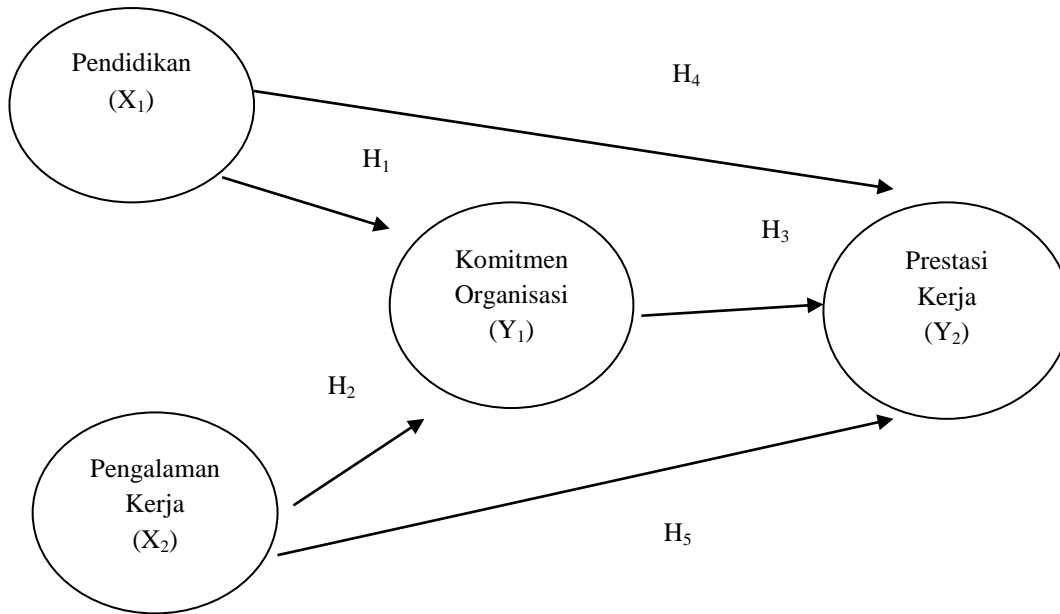 Pendidikan
(X₁)
H₄
H₁
Komitmen
Organisasi
(Y₁)
H₃
Prestasi
Kerja
(Y₂)
H₂
Pengalaman
Kerja
(X₂)
H₅